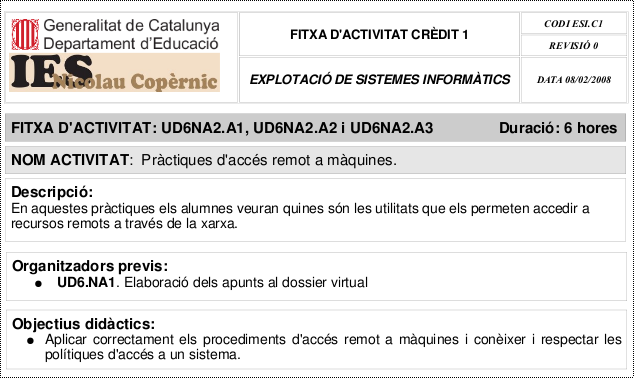 Generalitat de Catalunya
Departament d'Educació
IES Nicolau Copèrnic
FITXA D'ACTIVITAT CRÈDIT 1
EXPLOTACIÓ DE SISTEMES INFORMÀTICS
CODI ESI.C1
REVISIÓ 0
DATA 08/02/2008
FITXA D'ACTIVITAT: UD6NA2.A1, UD6NA2.A2 i UD6NA2.A3 Duració: 6 hores
NOM ACTIVITAT: Pràctiques d'accés remot a màquines.
Descripció:
En aquestes pràctiques els alumnes veuran quines són les utilitats que els permeten accedir a
recursos remots a través de la xarxa.
Organitzadors previs:
● UD6.NA1. Elaboració dels apunts al dossier virtual
Objectius didàctics:
● Aplicar correctament els procediments d'accés remot a màquines i conèixer i respectar les
polítiques d'accés a un sistema.